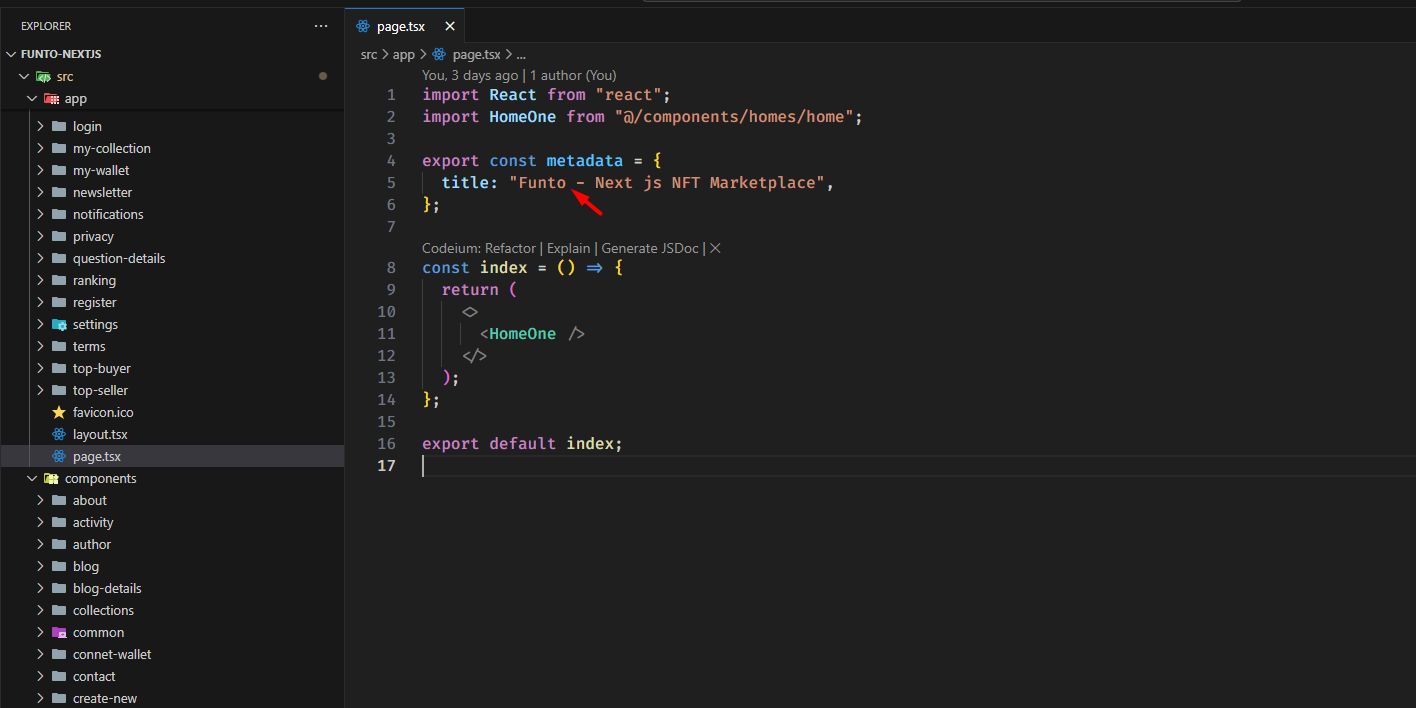 EXPLORER
FUNTO-NEXTJS
src
app
login
my-collection
my-wallet
newsletter
notifications
privacy
question-details
ranking
register
settings
terms
top-buyer
top-seller
favicon.ico
layout.tsx
page.tsx
components
about
activity
author
blog
blog-details
collections
common
connet-wallet
contact
create-new
page.tsx
src > app > page.tsx > ...
You, 3 days ago | 1 author (You)
1 import React from "react";
2 import HomeOne from "@/components/homes/home";
3
4 export const metadata = {
5 title: "Funto - Next js NFT Marketplace",
6 };
7
Codeium: Refactor | Explain | Generate JSDoc | ×
8 const index = () => {
9 return (
10 <>
11 <HomeOne />
12 </>
13 );
14 };
15
16 export default index;
17